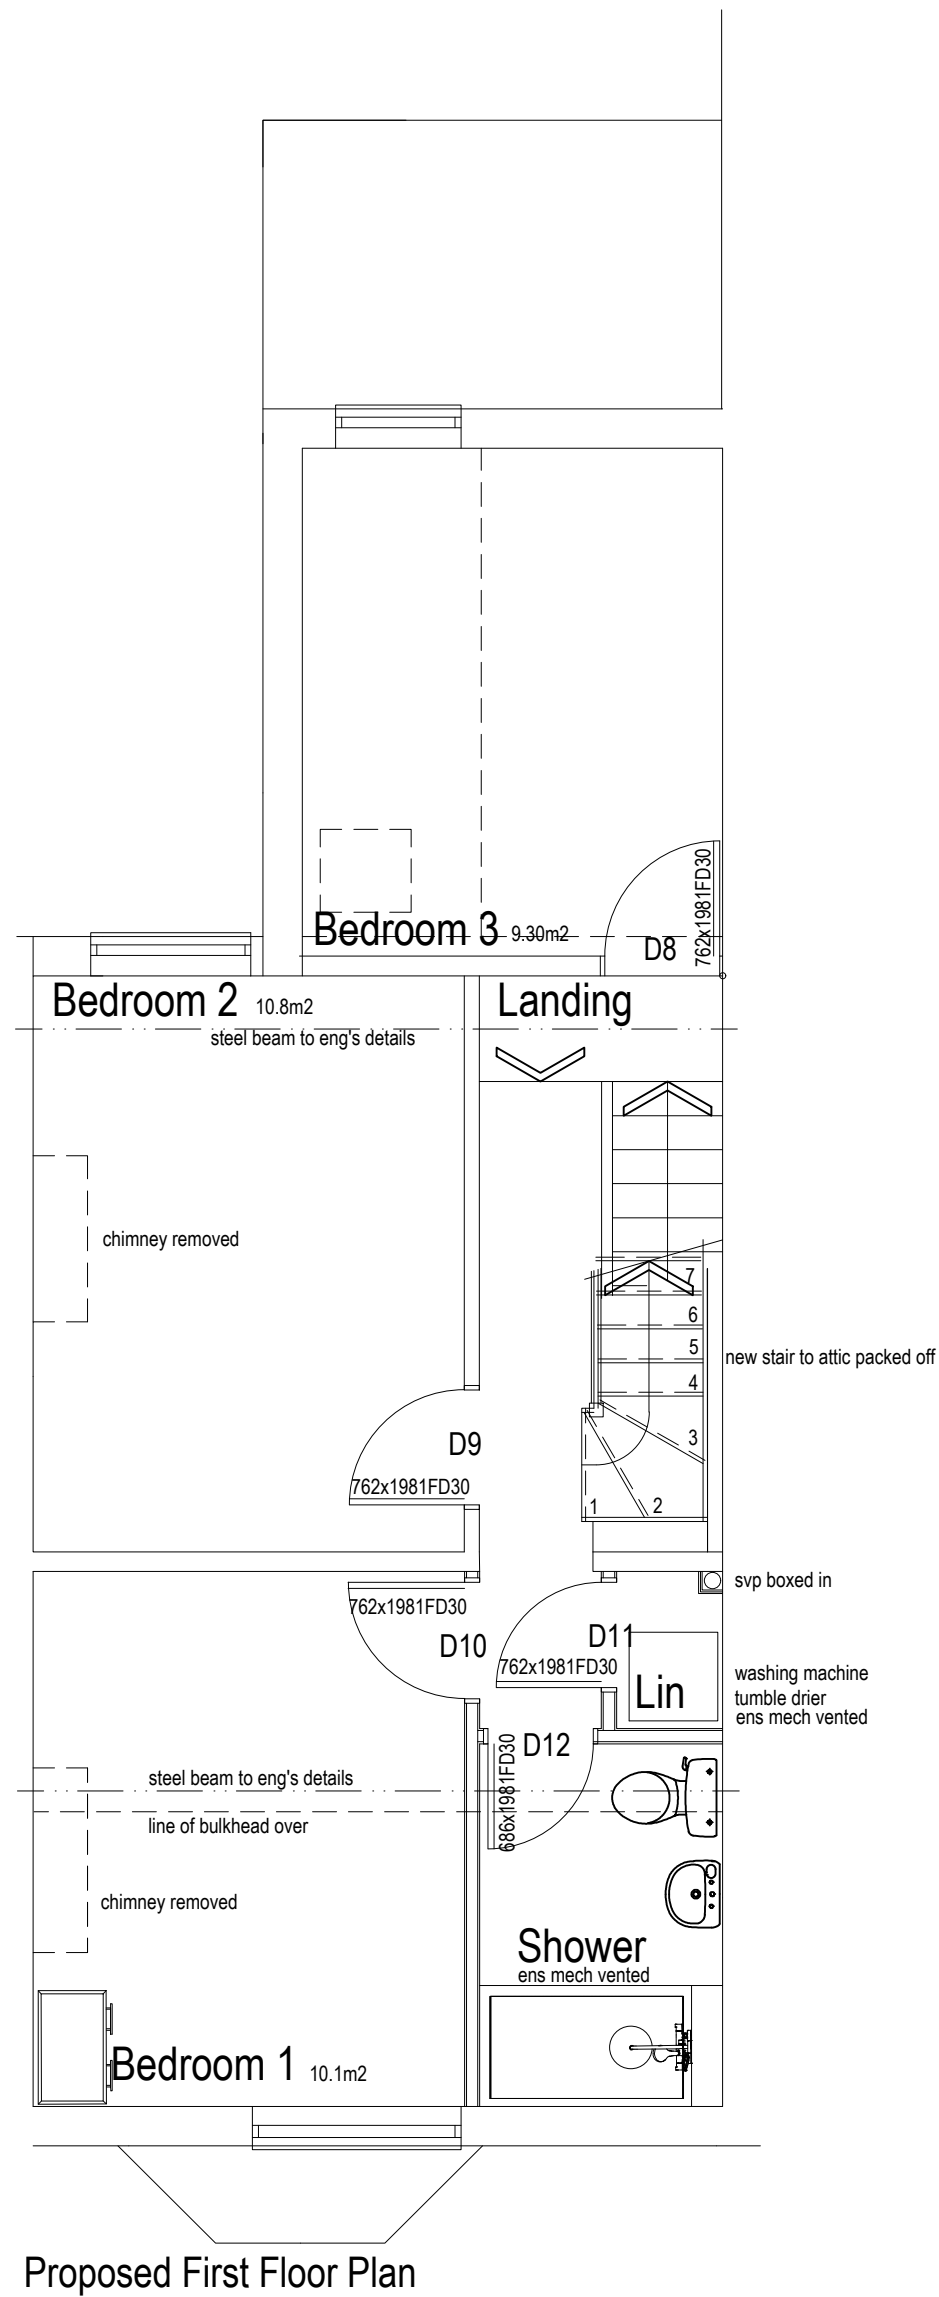 762x1981FD30
Bedroom 3 9.30m2
D8
Bedroom 2 10.8m2
Landing
steel beam to eng's details
chimney removed
7
6
5
4
3
2
1
new stair to attic packed off
D9
762x1981FD30
762x1981FD30
D10
svp boxed in
D11
762x1981FD30
Lin
washing machine
tumble drier
ens mech vented
D12
686x1981FD30
steel beam to eng's details
line of bulkhead over
chimney removed
Shower
ens mech vented
Bedroom 1 10.1m2
Proposed First Floor Plan